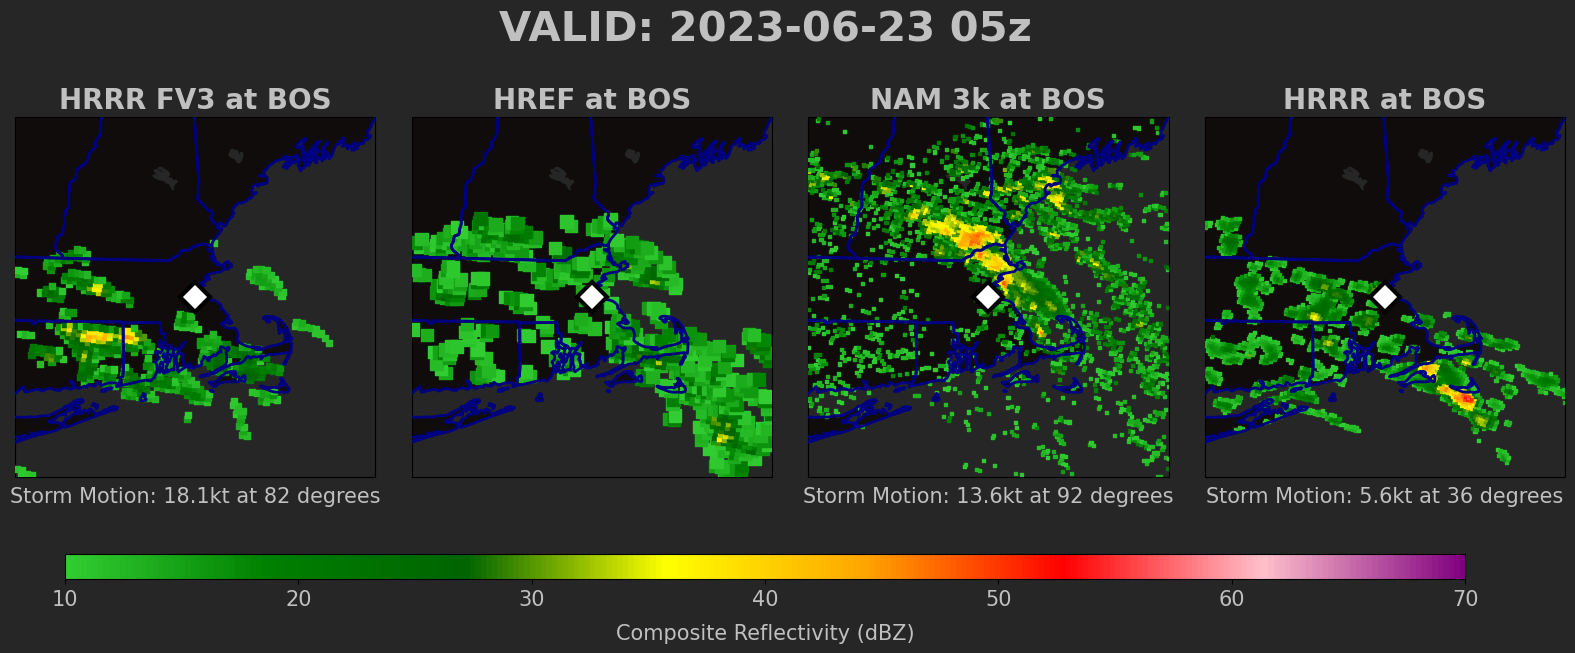 VALID: 2023-06-23 05z
HRRR FV3 at BOS
HREF at BOS
NAM 3k at BOS
HRRR at BOS
Storm Motion: 18.1kt at 82 degrees
Storm Motion: 13.6kt at 92 degrees
Storm Motion: 5.6kt at 36 degrees
10 20 30 40 50 60 70
Composite Reflectivity (dBZ)